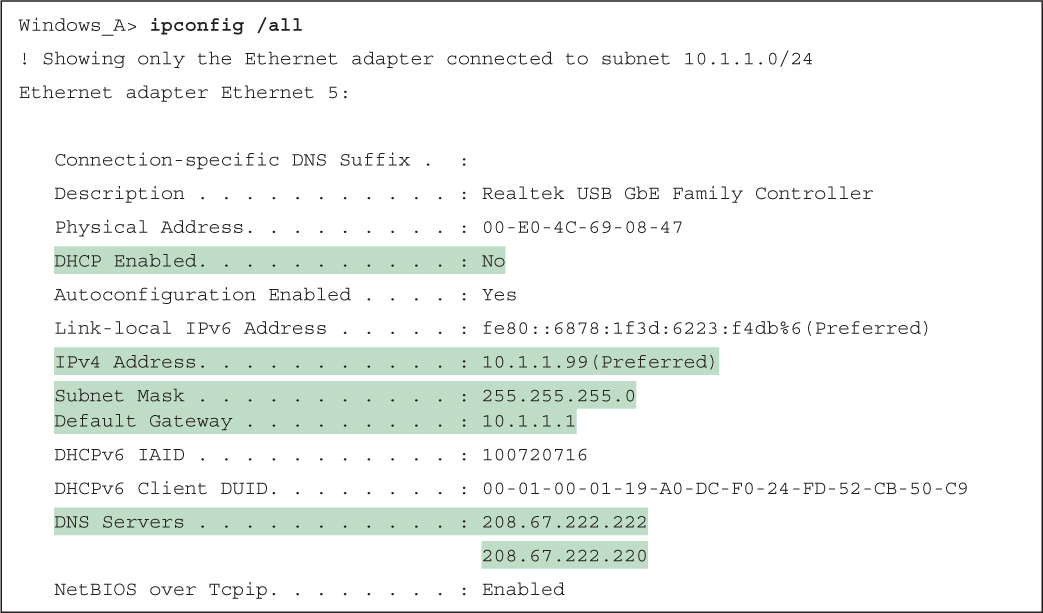 Windows_A> ipconfig /all
! Showing only the Ethernet adapter connected to subnet 10.1.1.0/24
Ethernet adapter Ethernet 5:
Connection-specific DNS Suffix .  :
Description . . . . . . . . . . . : Realtek USB GbE Family Controller
Physical Address. . . . . . . . . : 00-E0-4C-69-08-47
DHCP Enabled. . . . . . . . . . . : No
Autoconfiguration Enabled . . . . : Yes
Link-local IPv6 Address . . . . . : fe80::6878:1f3d:6223:f4db%6(Preferred)
IPv4 Address. . . . . . . . . . . : 10.1.1.99(Preferred)
Subnet Mask . . . . . . . . . . . : 255.255.255.0
Default Gateway . . . . . . . . . : 10.1.1.1
DHCPv6 IAID . . . . . . . . . . . : 100720716
DHCPv6 Client DUID. . . . . . . . : 00-01-00-01-19-A0-DC-F0-24-FD-52-CB-50-C9
DNS Servers . . . . . . . . . . . : 208.67.222.222
208.67.222.220
NetBIOS over Tcpip. . . . . . . . : Enabled